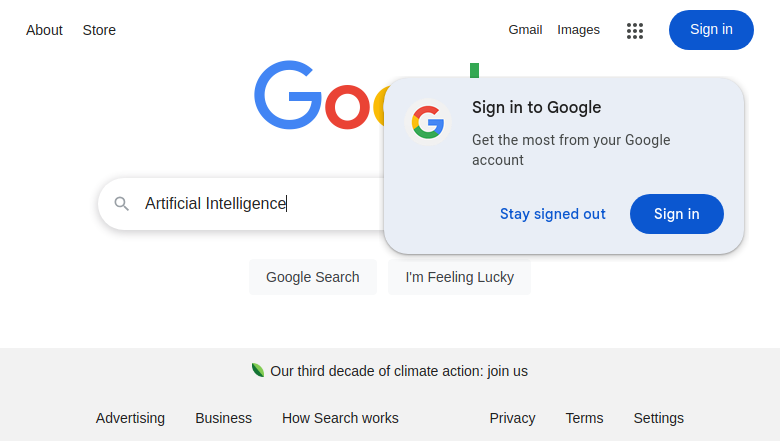 About Store Gmail Images Sign in
Sign in to Google
Get the most from your Google
account
Artificial Intelligence
Stay signed out Sign in
Google Search I'm Feeling Lucky
Our third decade of climate action: join us
Advertising Business How Search works Privacy Terms Settings